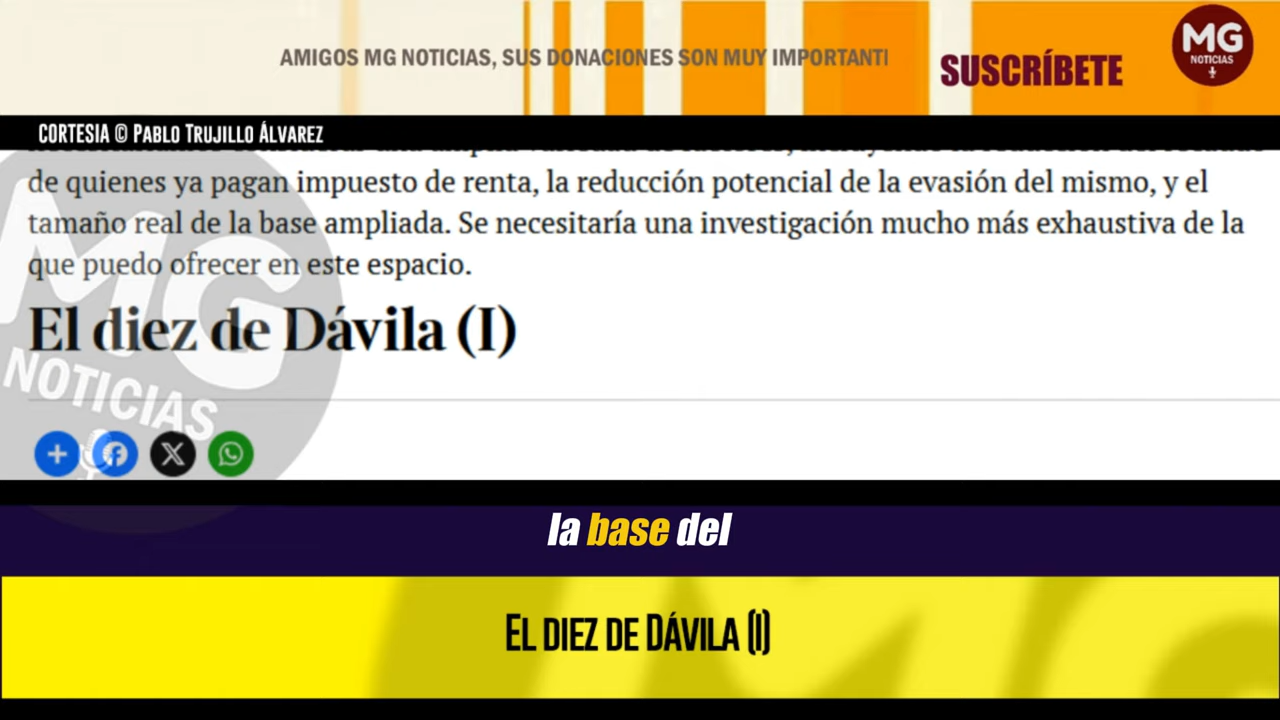 AMIGOS MG NOTICIAS, SUS DONACIONES SON MUY IMPORTANTI
SUSCRÍBETE
MG
NOTICIAS
CORTESIA © PABLO TRUJILLO ÁLVAREZ
de quienes ya pagan impuesto de renta, la reducción potencial de la evasión del mismo, y el
tamaño real de la base ampliada. Se necesitaría una investigación mucho más exhaustiva de la
que puedo ofrecer en este espacio.
El diez de Dávila (I)
MG
NOTICIAS
la base del
EL DIEZ DE DÁVILA (I)